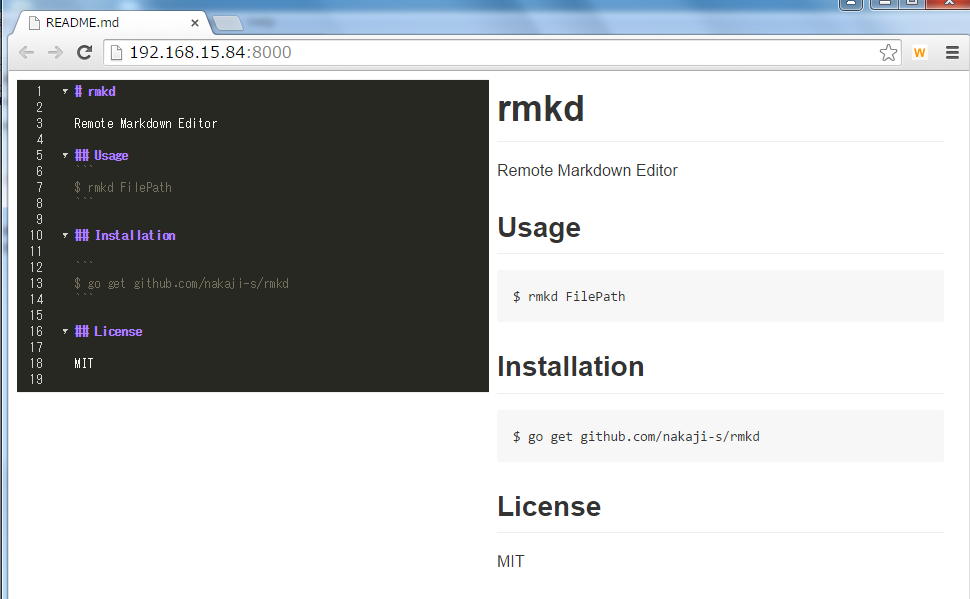 README.md
192.168.15.84:8000
W
1 # rmkd
2
3 Remote Markdown Editor
4
5 ## Usage
6 ```
7 $ rmkd FilePath
8 ```
9
10 ## Installation
11
12 ```
13 $ go get github.com/nakaji-s/rmkd
14 ```
15
16 ## License
17
18 MIT
19
rmkd
Remote Markdown Editor
Usage
$ rmkd FilePath
Installation
$ go get github.com/nakaji-s/rmkd
License
MIT